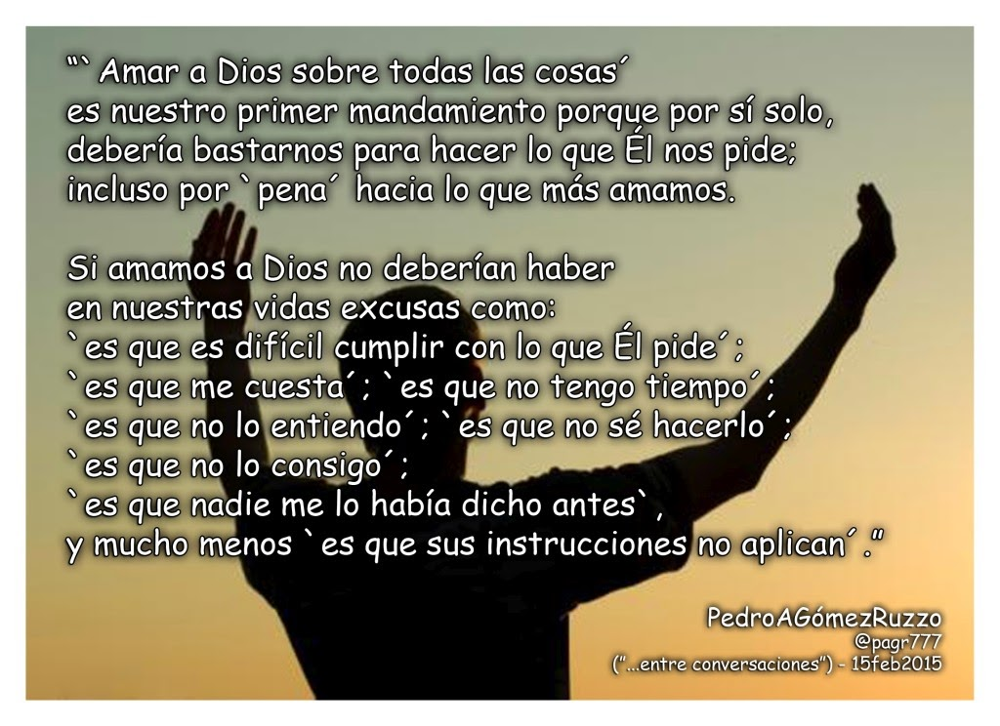 “`Amar a Dios sobre todas las cosas´
es nuestro primer mandamiento porque por sí solo,
debería bastarnos para hacer lo que Él nos pide;
incluso por `pena´ hacia lo que más amamos.
Si amamos a Dios no deberían haber
en nuestras vidas excusas como:
`es que es difícil cumplir con lo que Él pide´;
`es que me cuesta´; `es que no tengo tiempo´;
`es que no lo entiendo´; `es que no sé hacerlo´;
`es que no lo consigo´;
`es que nadie me lo había dicho antes`,
y mucho menos `es que sus instrucciones no aplican´.”
PedroAGómezRuzzo
@pagr777
(“...entre conversaciones”) - 15feb2015